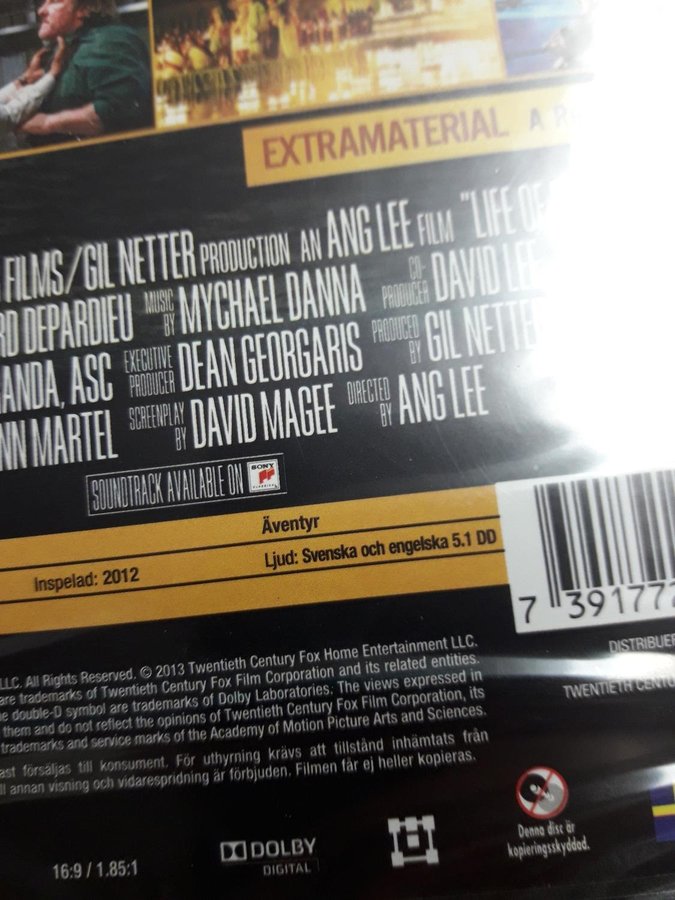 EXTRAMATERIAL A
FILMS/GIL NETTER PRODUCTION AN ANG LEE FILM "LIFE OF
RD DEPARDIEU MUSIC BY MYCHAEL DANNA CO-PRODUCER DAVID LEE
ANDA, ASC EXECUTIVE PRODUCER DEAN GEORGARIS PRODUCED BY GIL NETTE
NN MARTEL SCREENPLAY BY DAVID MAGEE DIRECTED BY ANG LEE
SOUNDTRACK AVAILABLE ON SONY CLASSICAL
Äventyr
Inspelad: 2012 Ljud: Svenska och engelska 5.1 DD
7 391772
LLC. All Rights Reserved. © 2013 Twentieth Century Fox Home Entertainment LLC.
are trademarks of Twentieth Century Fox Film Corporation and its related entities.
e double-D symbol are trademarks of Dolby Laboratories. The views expressed in
them and do not reflect the opinions of Twentieth Century Fox Film Corporation, its
trademarks and service marks of the Academy of Motion Picture Arts and Sciences.
ast försäljas till konsument. För uthyrning krävs att tillstånd inhämtats från
ll annan visning och vidarespridning är förbjuden. Filmen får ej heller kopieras.
DISTRIBUER
TWENTIETH CENTU
16:9 / 1.85:1
DOLBY
DIGITAL
Denna disc är
kopieringsskyddad.